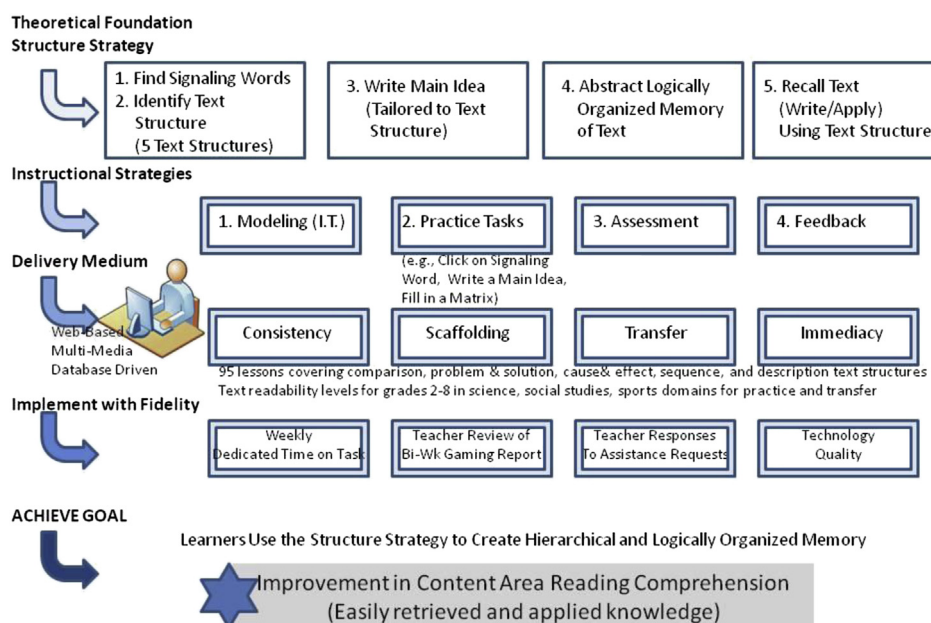 Theoretical Foundation
Structure Strategy
1. Find Signaling Words
2. Identify Text
Structure
(5 Text Structures)
3. Write Main Idea
(Tailored to Text
Structure)
4. Abstract Logically
Organized Memory
of Text
5. Recall Text
(Write/Apply)
Using Text Structure
Instructional Strategies
1. Modeling (I.T.)
2. Practice Tasks
(e.g., Click on Signaling
Word, Write a Main Idea,
Fill in a Matrix)
3. Assessment
4. Feedback
Delivery Medium
Web-Based
Multi-Media
Database Driven
Consistency
Scaffolding
Transfer
Immediacy
95 lessons covering comparison, problem & solution, cause& effect, sequence, and description text structures
Text readability levels for grades 2-8 in science, social studies, sports domains for practice and transfer
Implement with Fidelity
Weekly
Dedicated Time on Task
Teacher Review of
Bi-Wk Gaming Report
Teacher Responses
To Assistance Requests
Technology
Quality
ACHIEVE GOAL
Learners Use the Structure Strategy to Create Hierarchical and Logically Organized Memory
Improvement in Content Area Reading Comprehension
(Easily retrieved and applied knowledge)